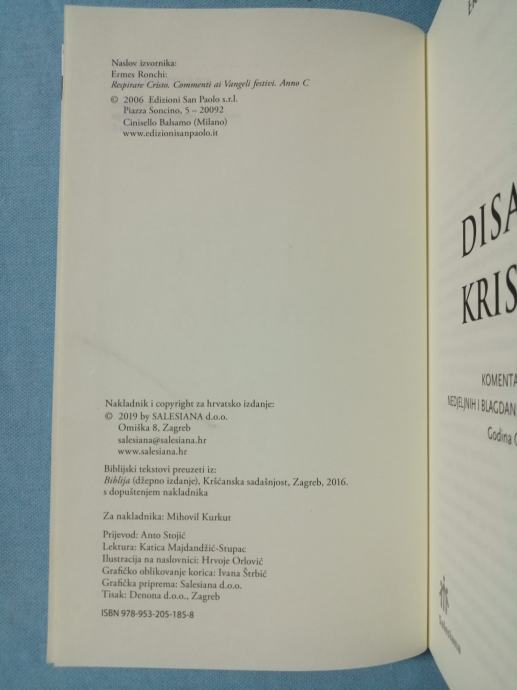 Naslov izvornika:
Ermes Ronchi:
Respirare Cristo. Commenti ai Vangeli festivi. Anno C
© 2006 Edizioni San Paolo s.r.l.
Piazza Soncino, 5 – 20092
Cinisello Balsamo (Milano)
www.edizionisanpaolo.it
Nakladnik i copyright za hrvatsko izdanje:
© 2019 by SALESIANA d.o.o.
Omiška 8, Zagreb
salesiana@salesiana.hr
www.salesiana.hr
Biblijski tekstovi preuzeti iz:
Biblija (džepno izdanje), Kršćanska sadašnjost, Zagreb, 2016.
s dopuštenjem nakladnika
Za nakladnika: Mihovil Kurkut
Prijevod: Anto Stojić
Lektura: Katica Majdandžić-Stupac
Ilustracija na naslovnici: Hrvoje Orlović
Grafičko oblikovanje korica: Ivana Štrbić
Grafička priprema: Salesiana d.o.o.
Tisak: Denona d.o.o., Zagreb
ISBN 978-953-205-185-8
DISA
KRIS
KOMENTA
NEDJELJNIH I BLAGDAN
Godina C
Salesiana